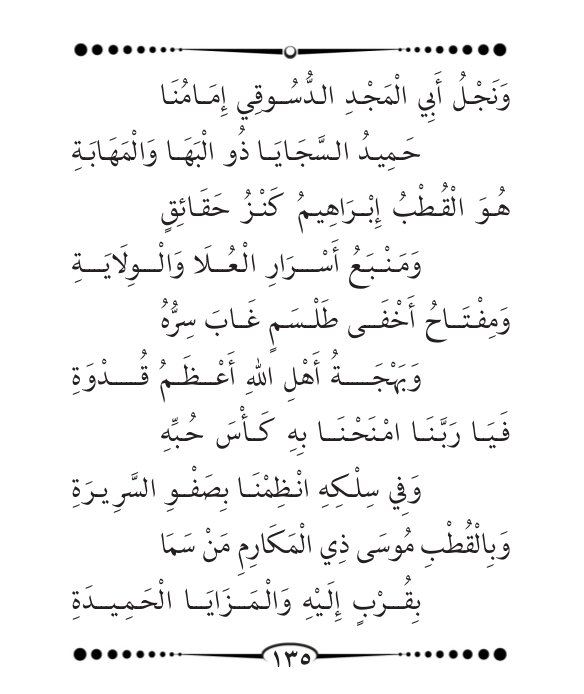 وَنَجْلُ أَبِي الْمَجْدِ الدُّسُوقِي إِمَامُنَا
حَمِيدُ السَّجَايَا ذُو الْبَهَا وَالْمَهَابَةِ
هُوَ الْقُطْبُ إِبْرَاهِيمُ كَنْزُ حَقَائِقٍ
وَمَنْبَعُ أَسْرَارِ الْعُلَا وَالْوِلَايَةِ
وَمِفْتَاحُ أَخْفَى طَلْسَمٍ غَابَ سِرُّهُ
وَبَهْجَةُ أَهْلِ اللهِ أَعْظَمُ قُدْوَةِ
فَيَا رَبَّنَا امْنَحْنَا بِهِ كَأْسَ حُبِّهِ
وَفِي سِلْكِهِ انْظِمْنَا بِصَفْوِ السَّرِيرَةِ
وَبِالْقُطْبِ مُوسَى ذِي الْمَكَارِمِ مَنْ سَمَا
بِقُرْبٍ إِلَيْهِ وَالْمَزَايَا الْحَمِيدَةِ
١٣٥